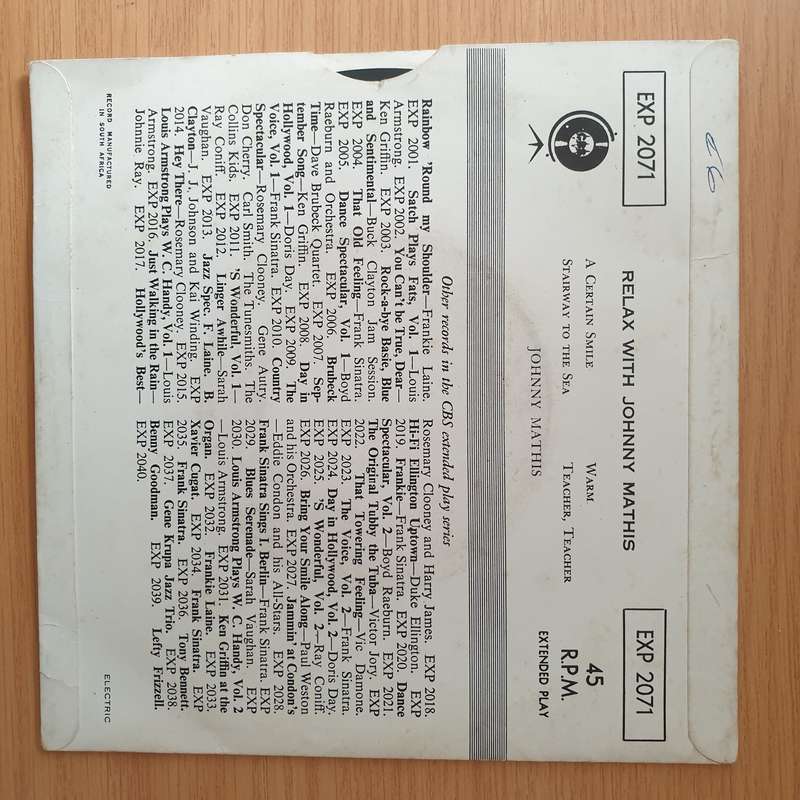 EXP 2071
EXP 2071
RELAX WITH JOHNNY MATHIS
45
R.P.M.
EXTENDED PLAY
A Certain Smile
Warm
Stairway to the Sea
Teacher, Teacher
JOHNNY MATHIS
Other records in the CBS extended play series
Rainbow 'Round my Shoulder—Frankie Laine.
EXP 2001. Satch Plays Fats, Vol. 1—Louis
Armstrong. EXP 2002. You Can't be True, Dear—
Ken Griffin. EXP 2003. Rock-a-bye Basie, Blue
and Sentimental—Buck Clayton Jam Session.
EXP 2004. That Old Feeling—Frank Sinatra.
EXP 2005. Dance Spectacular, Vol. 1—Boyd
Raeburn and Orchestra. EXP 2006. Brubeck
Time—Dave Brubeck Quartet. EXP 2007. Sep-
tember Song—Ken Griffin. EXP 2008. Day in
Hollywood, Vol. 1—Doris Day. EXP 2009. The
Voice, Vol. 1—Frank Sinatra. EXP 2010. Country
Spectacular—Rosemary Clooney. Gene Autry.
Don Cherry. Carl Smith. The Tunesmiths. The
Collins Kids. EXP 2011. 'S Wonderful, Vol. 1—
Ray Coniff. EXP 2012. Linger Awhile—Sarah
Vaughan. EXP 2013. Jazz Spec. F. Laine. B.
Clayton—J. J. Johnson and Kai Winding. EXP
2014. Hey There—Rosemary Clooney. EXP 2015.
Louis Armstrong Plays W. C. Handy, Vol. 1—Louis
Armstrong. EXP 2016. Just Walking in the Rain—
Johnnie Ray. EXP 2017. Hollywood's Best—
Rosemary Clooney and Harry James. EXP 2018.
Hi-Fi Ellington Uptown—Duke Ellington. EXP
2019. Frankie—Frank Sinatra. EXP 2020. Dance
Spectacular, Vol. 2—Boyd Raeburn. EXP 2021.
The Original Tubby the Tuba—Victor Jory. EXP
2022. That Towering Feeling—Vic Damone.
EXP 2023. The Voice, Vol. 2—Frank Sinatra.
EXP 2024. Day in Hollywood, Vol. 2—Doris Day.
EXP 2025. 'S Wonderful, Vol. 2—Ray Coniff.
EXP 2026. Bring Your Smile Along—Paul Weston
and his Orchestra. EXP 2027. Jammin' at Condon's
—Eddie Condon and his All-Stars. EXP 2028.
Frank Sinatra Sings I. Berlin—Frank Sinatra. EXP
2029. Blues Serenade—Sarah Vaughan. EXP
2030. Louis Armstrong Plays W. C. Handy, Vol. 2
—Louis Armstrong. EXP 2031. Ken Griffin at the
Organ. EXP 2032. Frankie Laine. EXP 2033.
Xavier Cugat. EXP 2034. Frank Sinatra. EXP
2035. Frank Sinatra. EXP 2036. Tony Bennett.
EXP 2037. Gene Krupa Jazz Trio. EXP 2038.
Benny Goodman. EXP 2039. Lefty Frizzell.
EXP 2040.
RECORD MANUFACTURED
IN SOUTH AFRICA
ELECTRIC